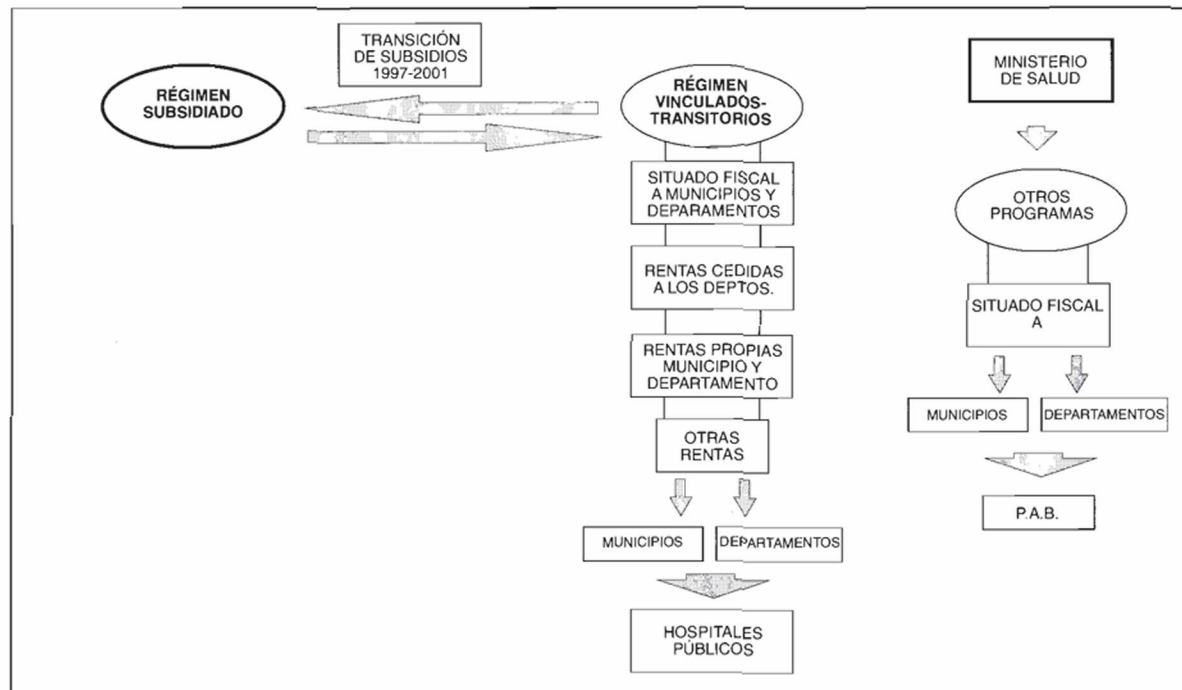 TRANSICIÓN
DE SUBSIDIOS
1997-2001
RÉGIMEN
SUBSIDIADO
RÉGIMEN
VINCULADOS-
TRANSITORIOS
SITUADO FISCAL
A MUNICIPIOS Y
DEPARAMENTOS
RENTAS CEDIDAS
A LOS DEPTOS.
RENTAS PROPIAS
MUNICIPIO Y
DEPARTAMENTO
OTRAS
RENTAS
MUNICIPIOS
DEPARTAMENTOS
HOSPITALES
PÚBLICOS
MINISTERIO
DE SALUD
OTROS
PROGRAMAS
SITUADO FISCAL
A
MUNICIPIOS
DEPARTAMENTOS
P.A.B.